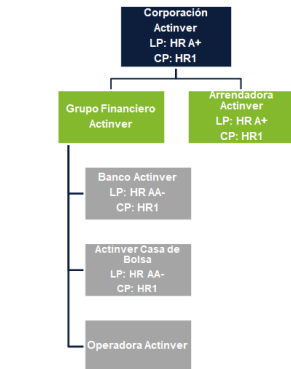 Corporación
Actinver
LP: HR A+
CP: HR1
Grupo Financiero
Actinver
Arrendadora
Actinver
LP: HR A+
CP: HR1
Banco Actinver
LP: HR AA-
CP: HR1
Actinver Casa de
Bolsa
LP: HR AA-
CP: HR1
Operadora Actinver